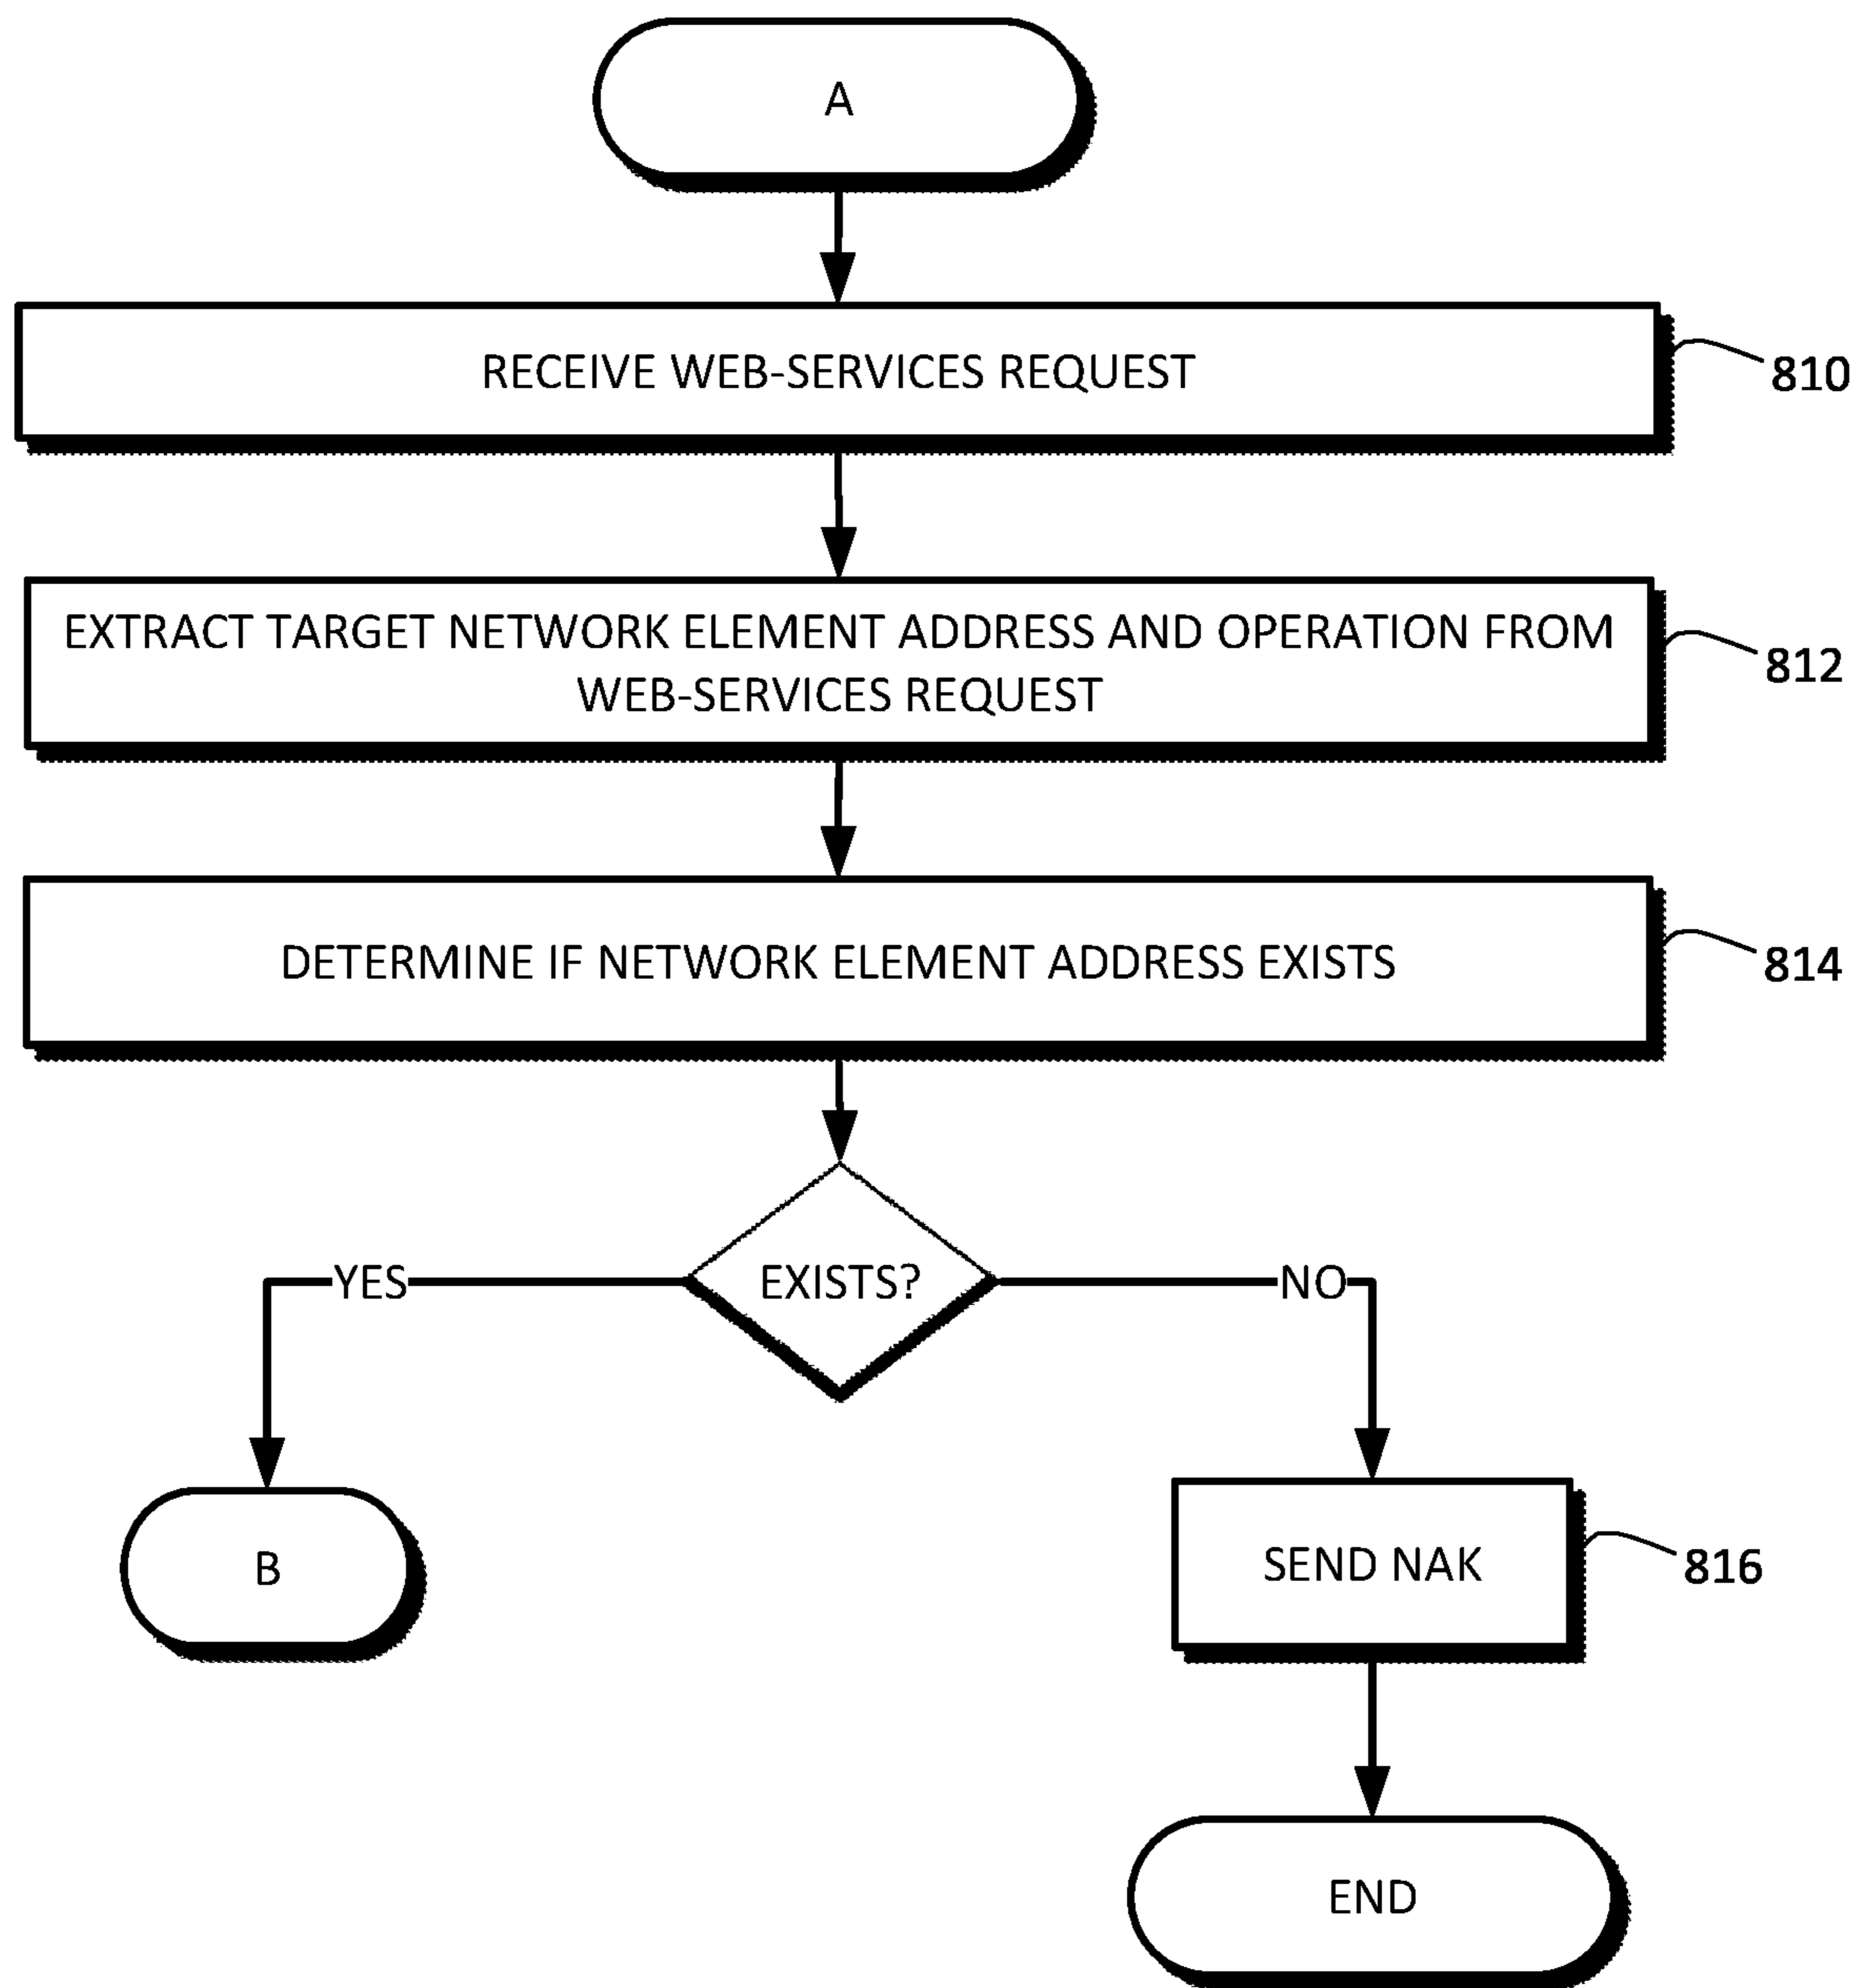 A
RECEIVE WEB-SERVICES REQUEST
810
EXTRACT TARGET NETWORK ELEMENT ADDRESS AND OPERATION FROM
WEB-SERVICES REQUEST
812
DETERMINE IF NETWORK ELEMENT ADDRESS EXISTS
814
YES
EXISTS?
NO
B
SEND NAK
816
END